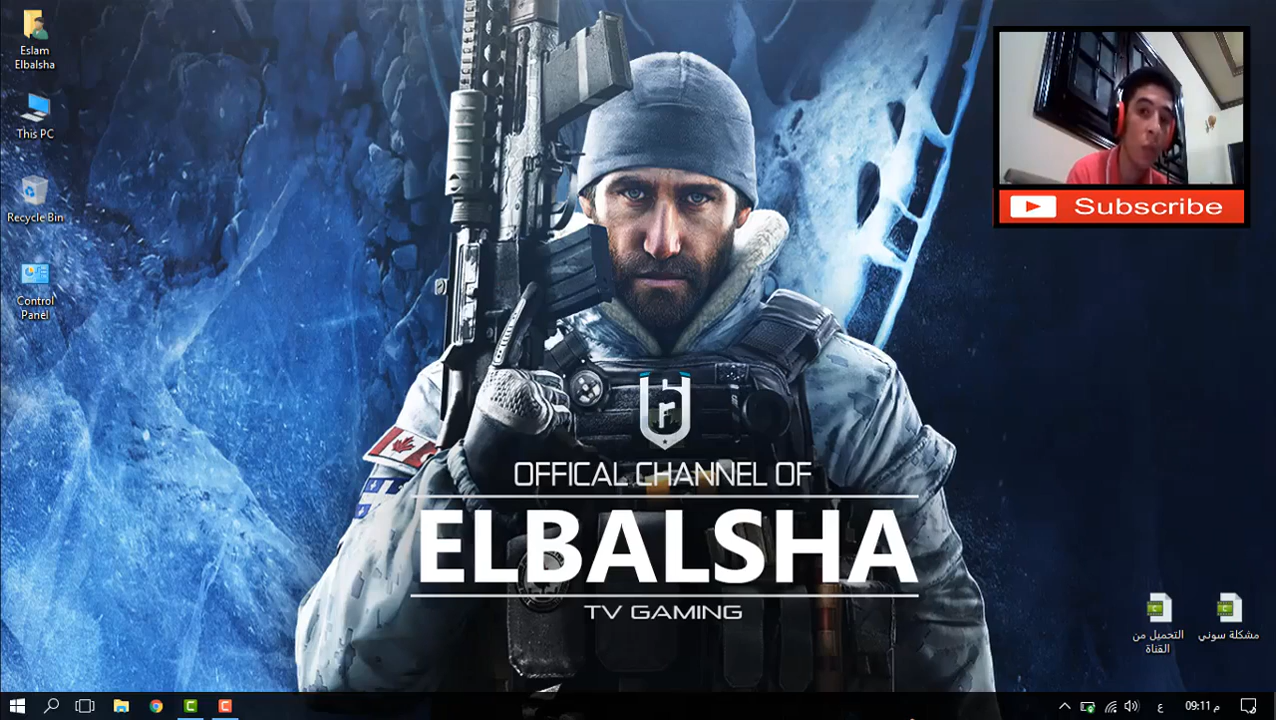 Eslam
Elbalsha
This PC
Recycle Bin
Control
Panel
Subscribe
OFFICAL CHANNEL OF
ELBALSHA
TV GAMING
التحميل من
القناة
مشكلة سوني
ع
09:11 م